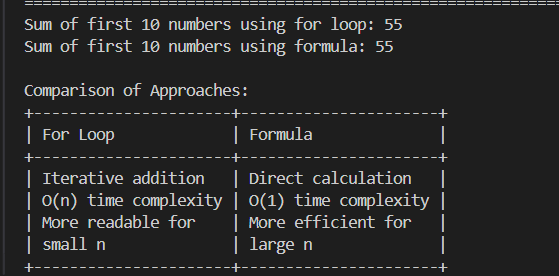 ================================================================
Sum of first 10 numbers using for loop: 55
Sum of first 10 numbers using formula: 55
Comparison of Approaches:
+----------------------+----------------------+
| For Loop             | Formula              |
+----------------------+----------------------+
| Iterative addition   | Direct calculation   |
| O(n) time complexity | O(1) time complexity |
| More readable for    | More efficient for   |
| small n              | large n              |
+----------------------+----------------------+